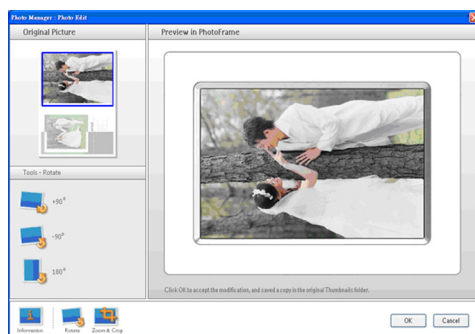 Photo Manager : Photo Edit
Original Picture
Preview in PhotoFrame
Tools - Rotate
+90°
-90°
180°
Click OK to accept the modification, and saved a copy in the original Thumbnails folder.
Information
Rotate
Zoom & Crop
OK
Cancel